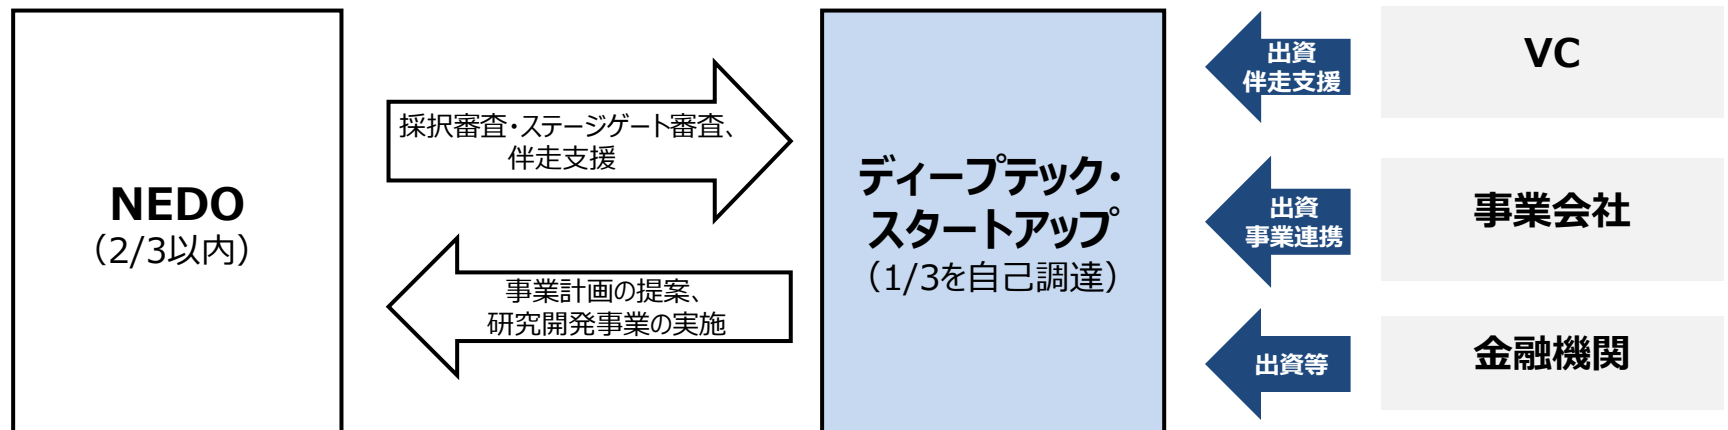 NEDO
（2/3以内）
採択審査・ステージゲート審査、
伴走支援
事業計画の提案、
研究開発事業の実施
ディープテック・
スタートアップ
（1/3を自己調達）
出資
伴走支援
VC
出資
事業連携
事業会社
出資等
金融機関